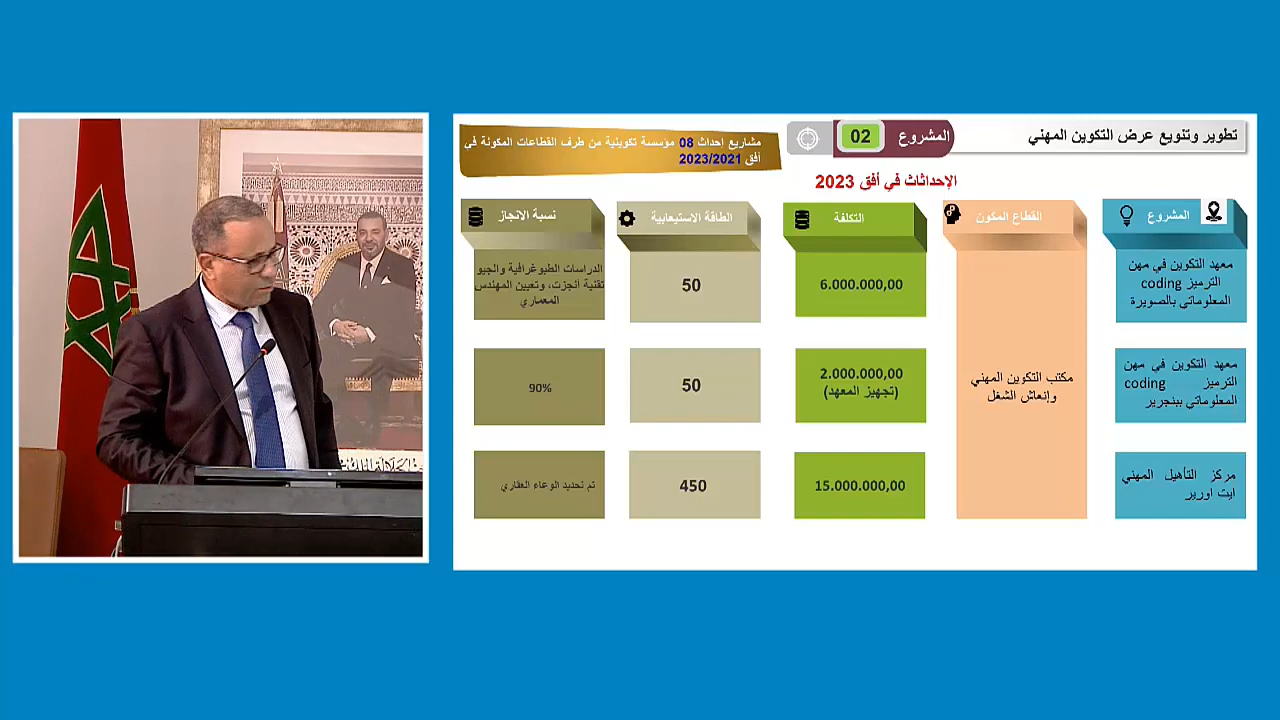 تطوير وتنويع عرض التكوين المهني
المشروع 02
مشاريع إحداث 08 مؤسسة تكوينية من طرف القطاعات المكونة في
أفق 2023/2021
الإحداثاث في أفق 2023
المشروع
القطاع المكون
التكلفة
الطاقة الاستيعابية
نسبة الانجاز
معهد التكوين في مهن
الترميز coding
المعلوماتي بالصويرة
6.000.000,00
50
الدراسات الطبوغرافية والجيو
تقنية أنجزت، وتعيين المهندس
المعماري
معهد التكوين في مهن
الترميز coding
المعلوماتي ببنجرير
مكتب التكوين المهني
وإنعاش الشغل
2.000.000,00
(تجهيز المعهد)
50
90%
مركز التأهيل المهني
ايت اورير
15.000.000,00
450
تم تحديد الوعاء العقاري